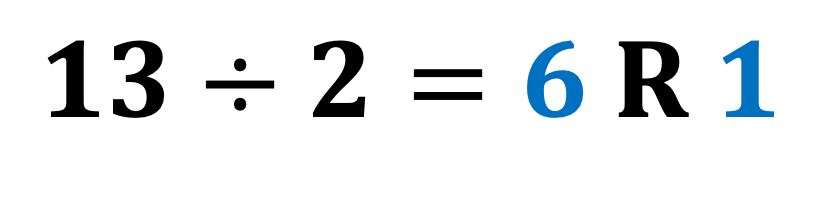 13 ÷ 2 = 6 R 1